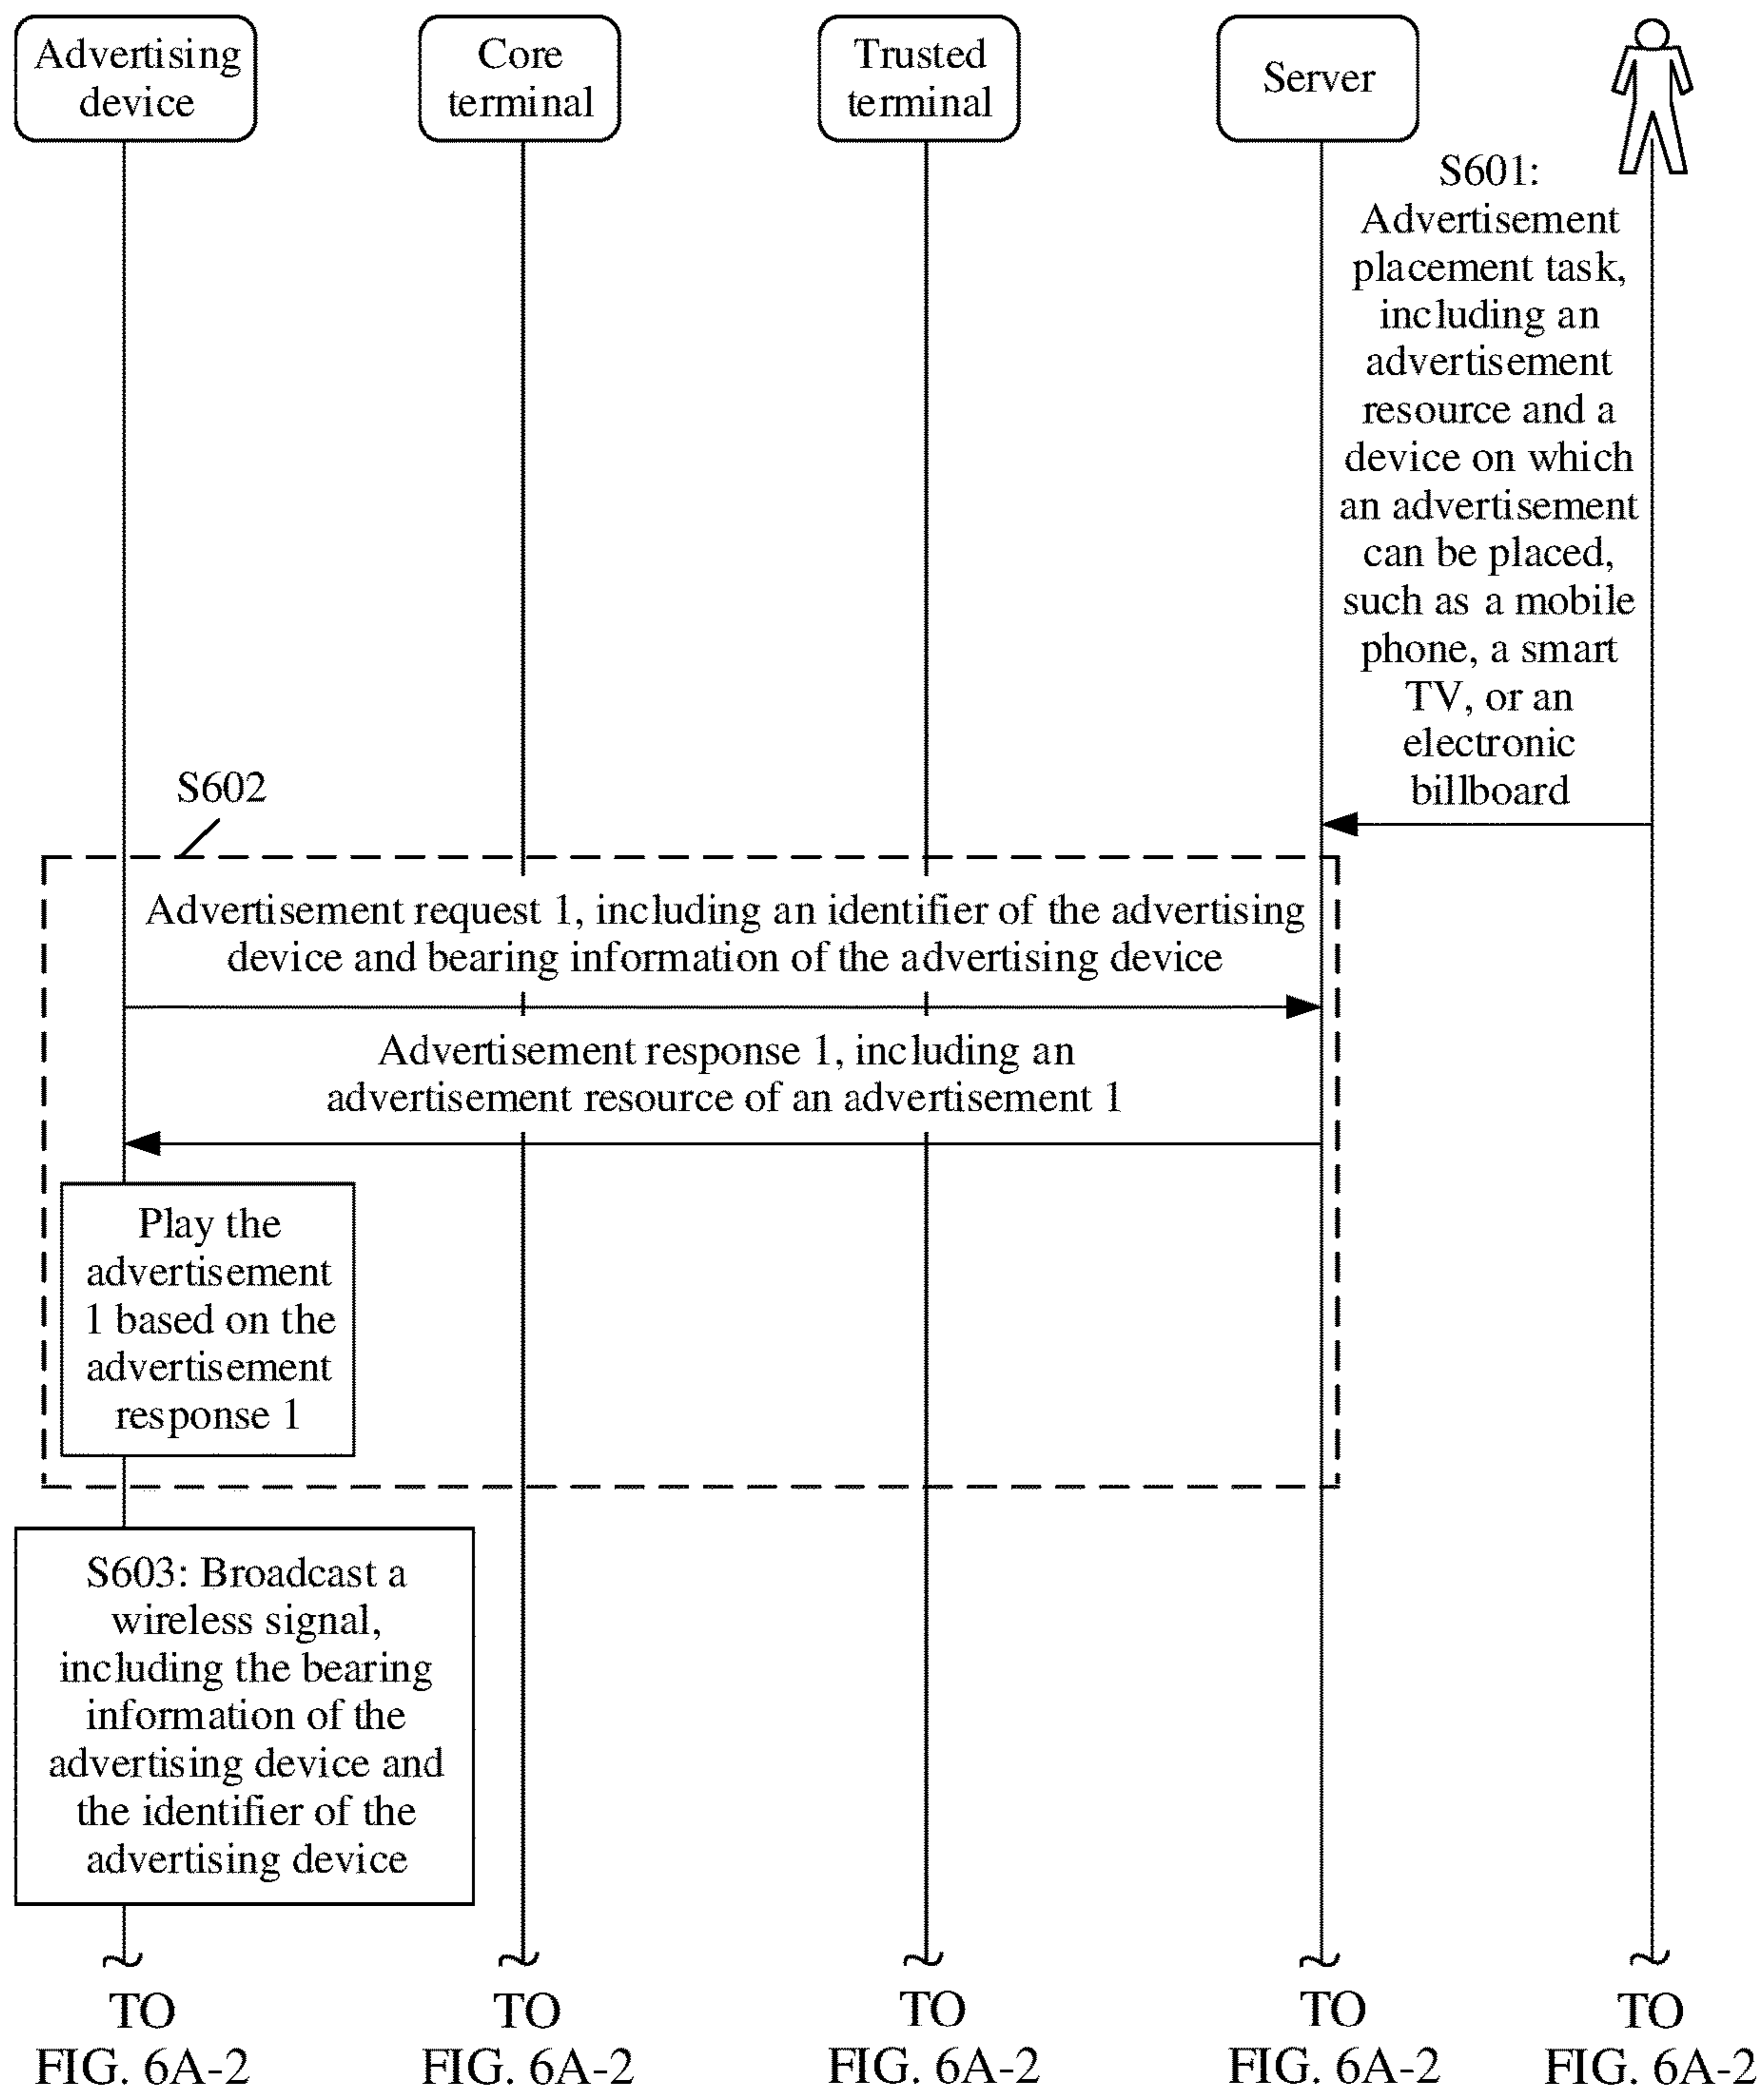 Advertising
device
Core
terminal
Trusted
terminal
Server
S601:
Advertisement
placement task,
including an
advertisement
resource and a
device on which
an advertisement
can be placed,
such as a mobile
phone, a smart
TV, or an
electronic
billboard
S602
Advertisement request 1, including an identifier of the advertising
device and bearing information of the advertising device
Advertisement response 1, including an
advertisement resource of an advertisement 1
Play the
advertisement
1 based on the
advertisement
response 1
S603: Broadcast a
wireless signal,
including the bearing
information of the
advertising device and
the identifier of the
advertising device
TO
FIG. 6A-2
TO
FIG. 6A-2
TO
FIG. 6A-2
TO
FIG. 6A-2
TO
FIG. 6A-2